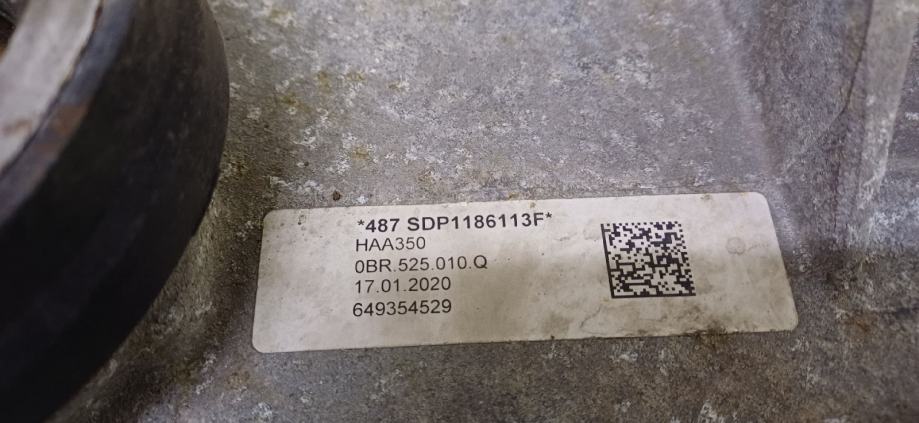 *487 SDP1186113F*
HAA350
0BR.525.010.Q
17.01.2020
649354529